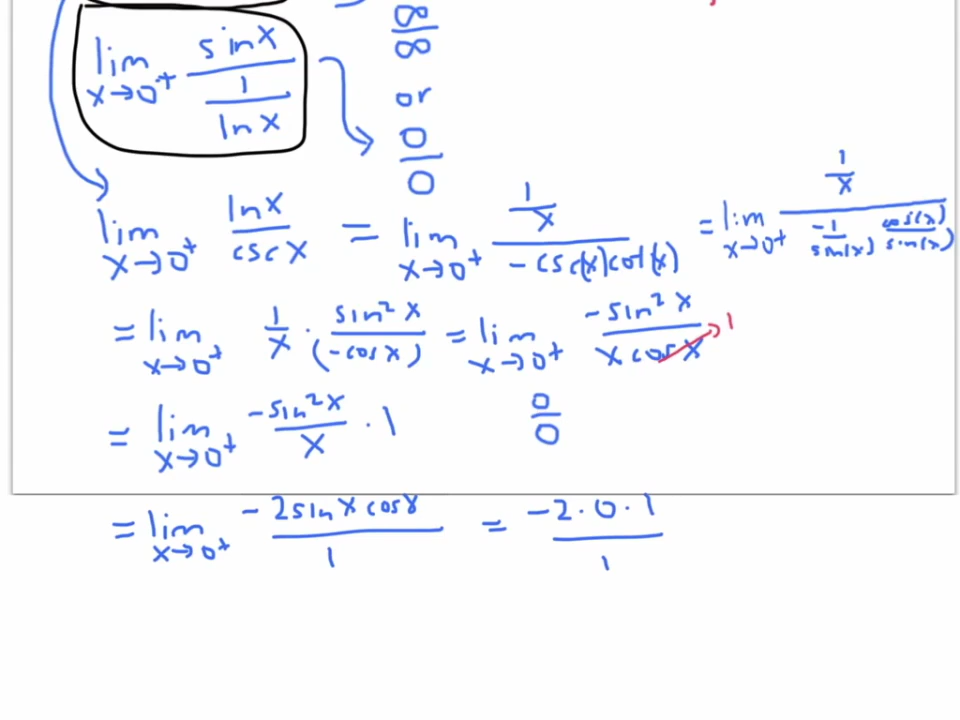 ∞/∞
lim x→0⁺ sinx/(1/lnx)
or
0/0
lim x→0⁺ lnx/cscx = lim x→0⁺ (1/x)/(-csc(x)cot(x)) = lim x→0⁺ (1/x)/((-1/sin(x)) (cos(x)/sin(x)))
= lim x→0⁺ 1/x · sin²x/(-cosx) = lim x→0⁺ -sin²x/(x cosx) → 1
= lim x→0⁺ -sin²x/x · 1 0/0
= lim x→0⁺ -2sinx cosx/1 = -2·0·1/1